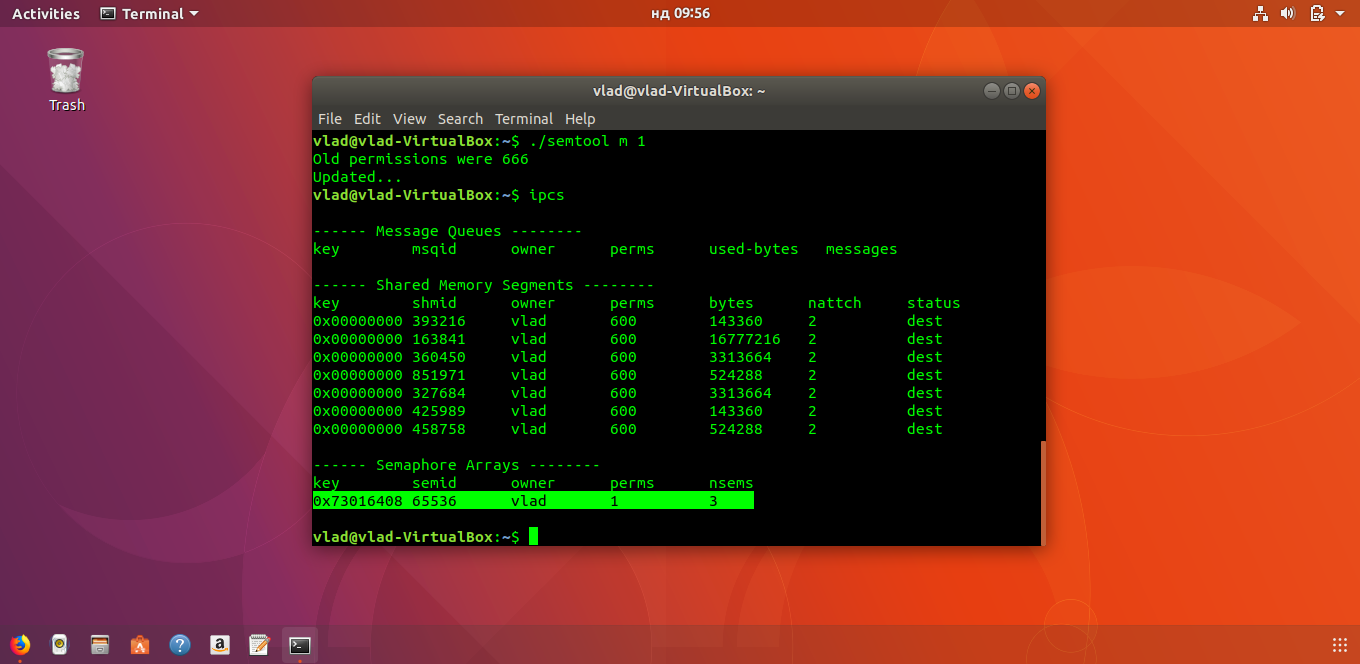 Activities Terminal нд 09:56
Trash
vlad@vlad-VirtualBox: ~
File Edit View Search Terminal Help
vlad@vlad-VirtualBox:~$ ./semtool m 1
Old permissions were 666
Updated...
vlad@vlad-VirtualBox:~$ ipcs
------ Message Queues --------
key        msqid      owner      perms      used-bytes   messages
------ Shared Memory Segments --------
key        shmid      owner      perms      bytes      nattch     status
0x00000000 393216     vlad       600        143360     2          dest
0x00000000 163841     vlad       600        16777216   2          dest
0x00000000 360450     vlad       600        3313664    2          dest
0x00000000 851971     vlad       600        524288     2          dest
0x00000000 327684     vlad       600        3313664    2          dest
0x00000000 425989     vlad       600        143360     2          dest
0x00000000 458758     vlad       600        524288     2          dest
------ Semaphore Arrays --------
key        semid      owner      perms      nsems
0x73016408 65536      vlad       1          3
vlad@vlad-VirtualBox:~$